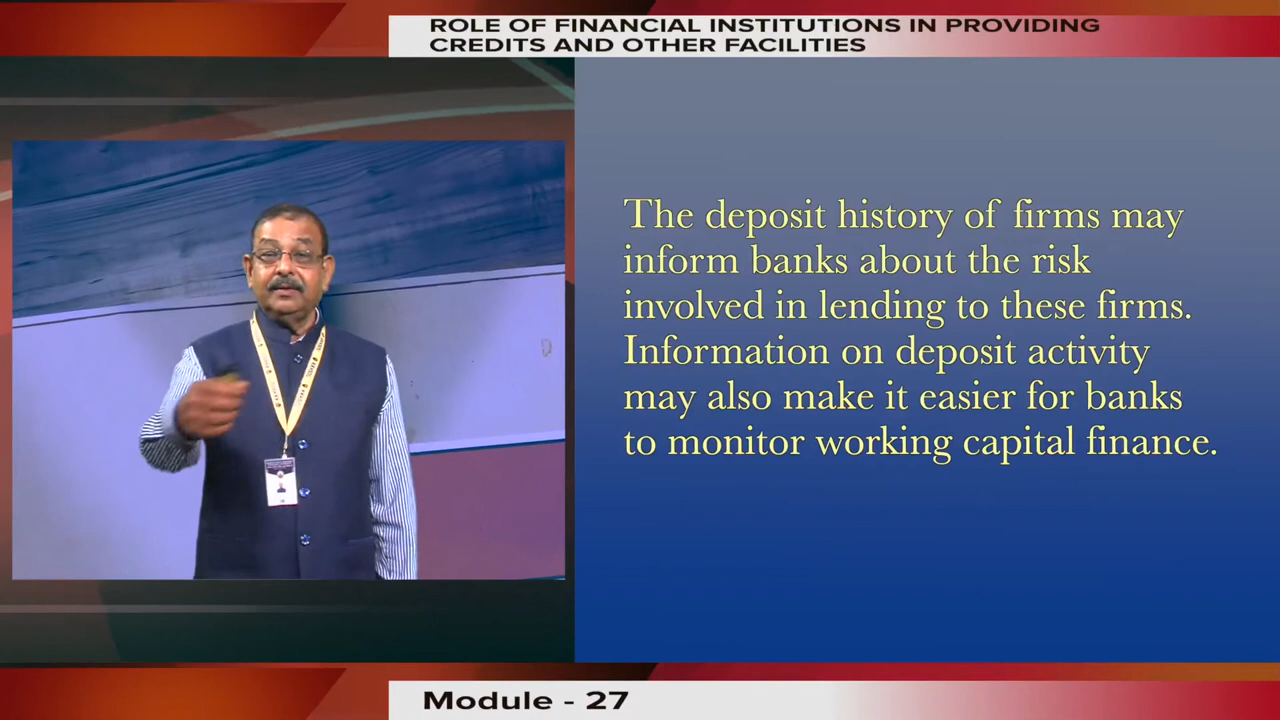 ROLE OF FINANCIAL INSTITUTIONS IN PROVIDING
CREDITS AND OTHER FACILITIES
The deposit history of firms may
inform banks about the risk
involved in lending to these firms.
Information on deposit activity
may also make it easier for banks
to monitor working capital finance.
Module - 27